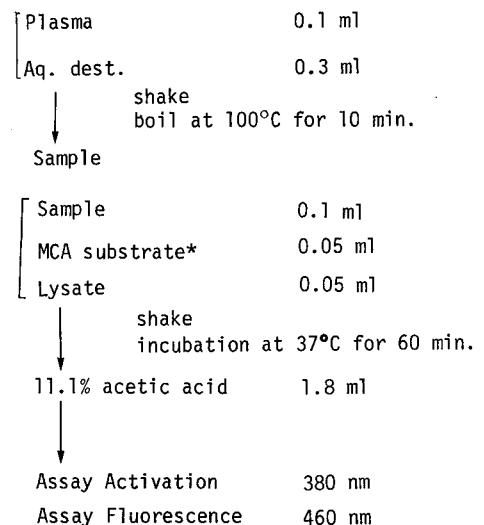 Plasma 0.1 ml
Aq. dest. 0.3 ml
shake
boil at 100°C for 10 min.
Sample
Sample 0.1 ml
MCA substrate* 0.05 ml
Lysate 0.05 ml
shake
incubation at 37°C for 60 min.
11.1% acetic acid 1.8 ml
Assay Activation 380 nm
Assay Fluorescence 460 nm